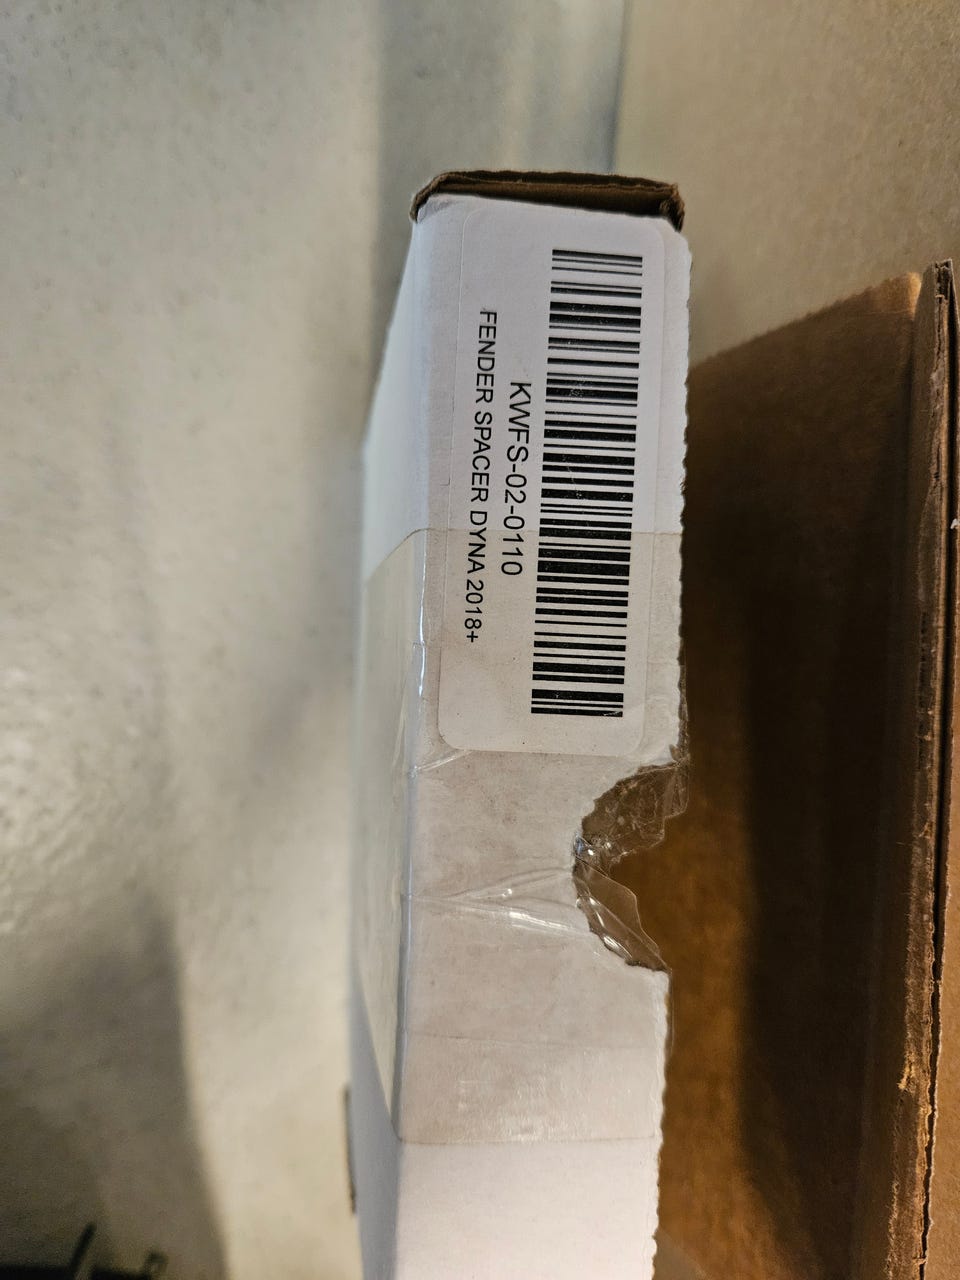 KWFS-02-0110
FENDER SPACER DYNA 2018+